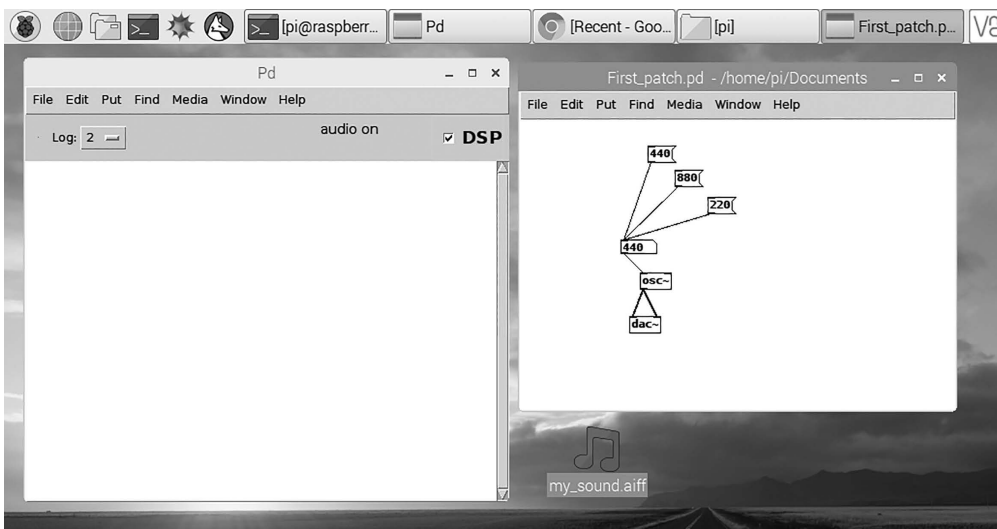 [pi@raspberr...
Pd
[Recent - Goo...
[pi]
First_patch.p...
Pd
File Edit Put Find Media Window Help
Log: 2
audio on
DSP
First_patch.pd - /home/pi/Documents
File Edit Put Find Media Window Help
440
880
220
440
osc~
dac~
my_sound.aiff